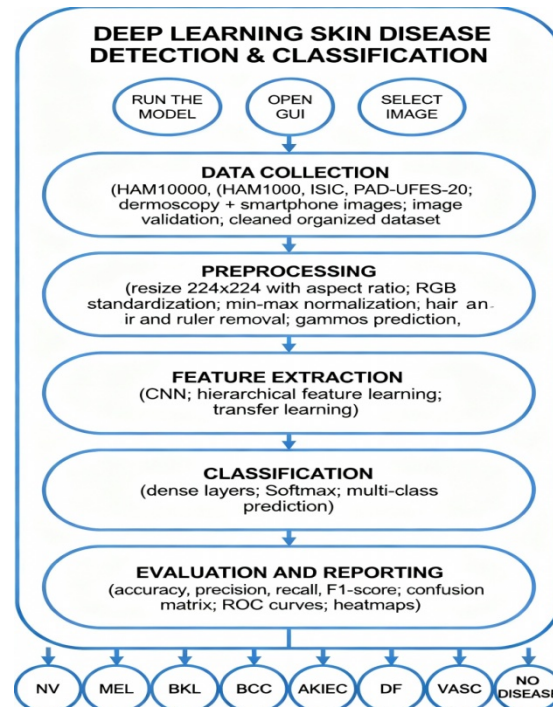 DEEP LEARNING SKIN DISEASE
DETECTION & CLASSIFICATION
RUN THE
MODEL
OPEN
GUI
SELECT
IMAGE
DATA COLLECTION
(HAM10000, (HAM1000, ISIC, PAD-UFES-20;
dermoscopy + smartphone images; image
validation; cleaned organized dataset
PREPROCESSING
(resize 224x224 with aspect ratio; RGB
standardization; min-max normalization; hair an-
ir and ruler removal; gammos prediction,
FEATURE EXTRACTION
(CNN; hierarchical feature learning;
transfer learning)
CLASSIFICATION
(dense layers; Softmax; multi-class
prediction)
EVALUATION AND REPORTING
(accuracy, precision, recall, F1-score; confusion
matrix; ROC curves; heatmaps)
NV
MEL
BKL
BCC
AKIEC
DF
VASC
NO
DISEASE